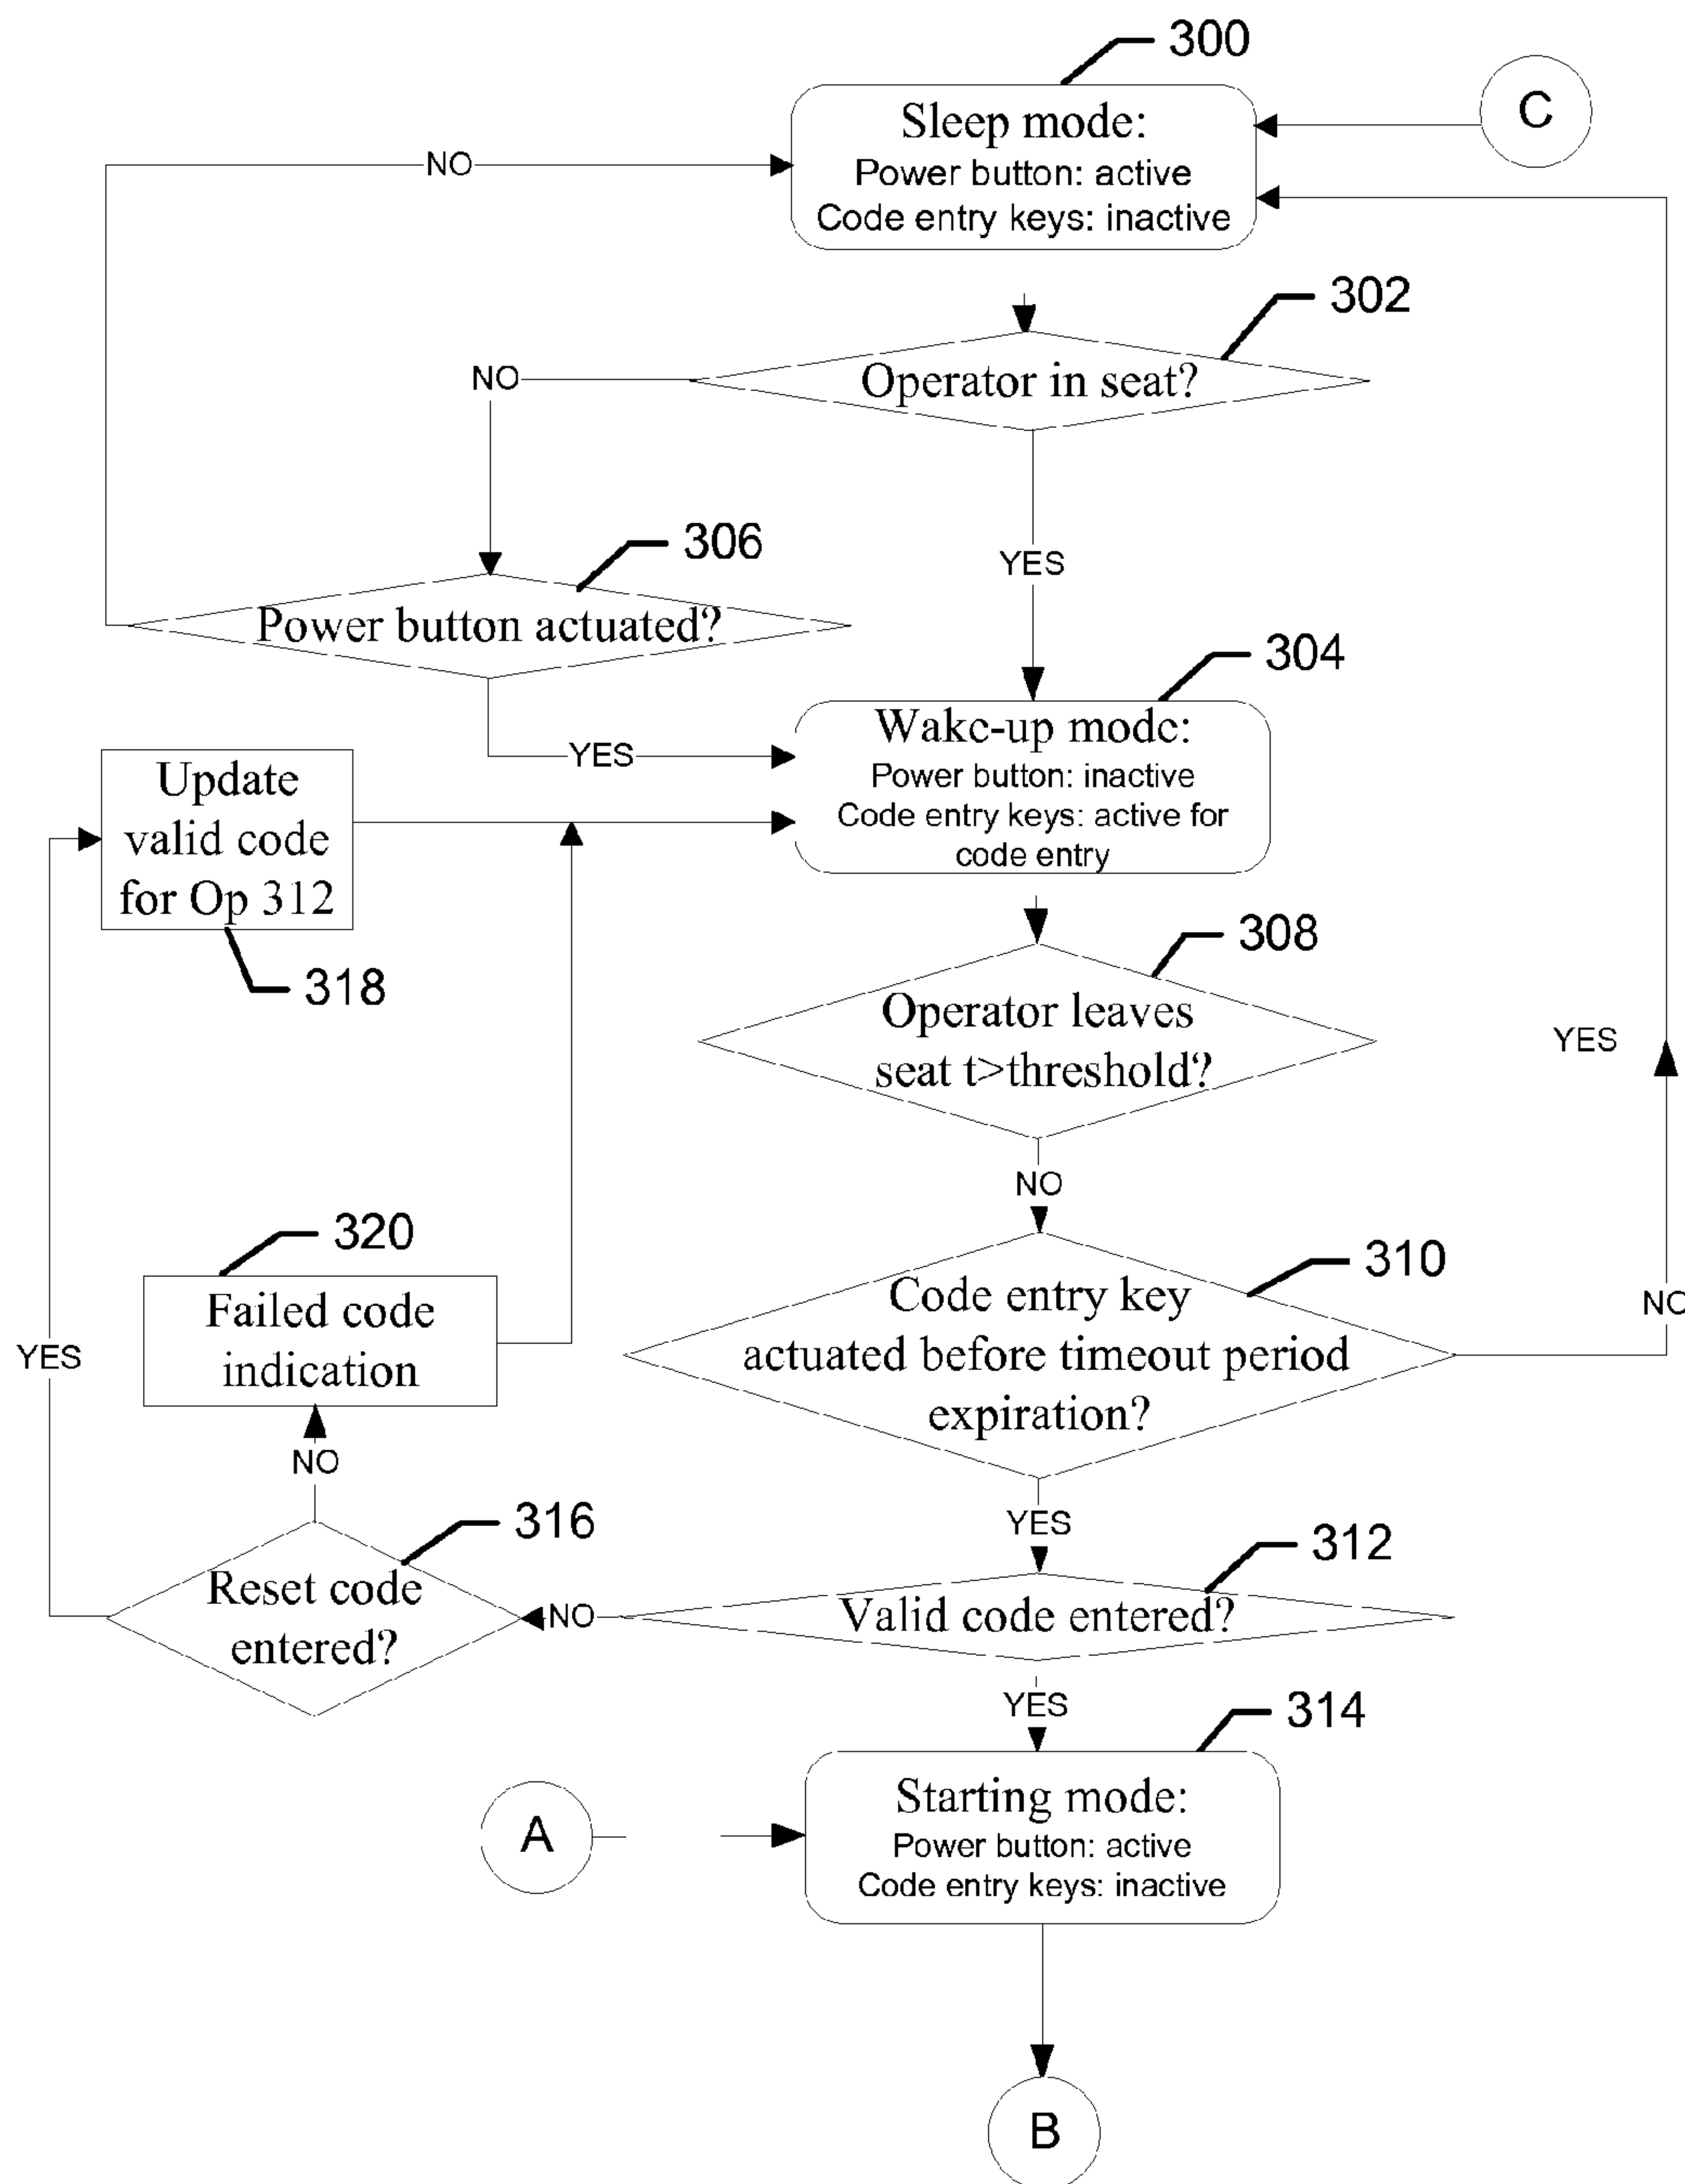 300
Sleep mode:
Power button: active
Code entry keys: inactive
C
NO
302
Operator in seat?
NO
YES
306
Power button actuated?
YES
304
Wake-up mode:
Power button: inactive
Code entry keys: active for
code entry
Update
valid code
for Op 312
318
308
Operator leaves
seat t>threshold?
YES
NO
310
Code entry key
actuated before timeout period
expiration?
NO
YES
320
Failed code
indication
YES
NO
316
Reset code
entered?
NO
312
Valid code entered?
YES
314
Starting mode:
Power button: active
Code entry keys: inactive
A
B